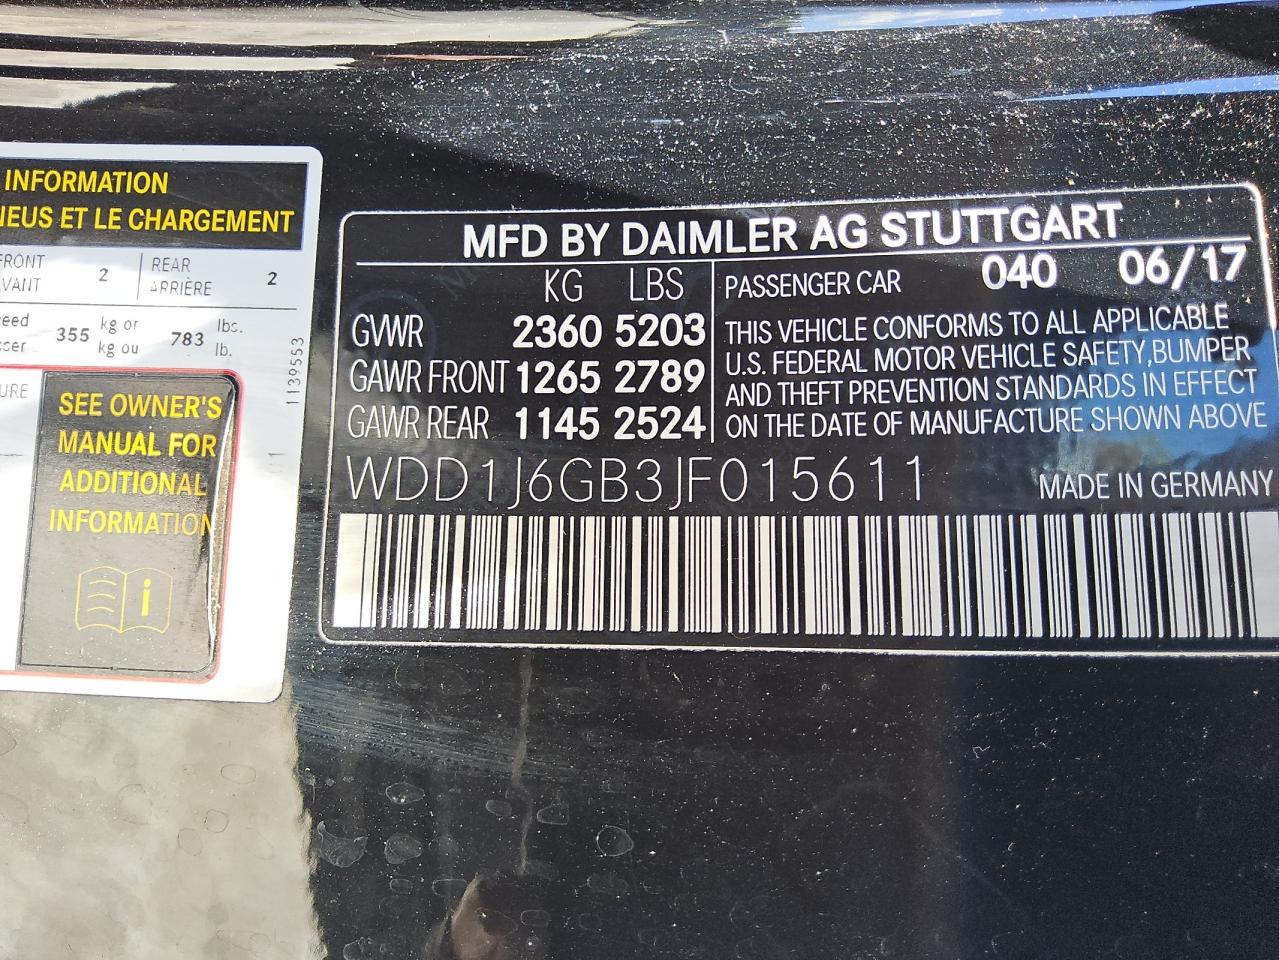 INFORMATION
NEUS ET LE CHARGEMENT
FRONT
AVANT
2
REAR
ARRIÈRE
2
355
kg or
kg ou
783
lbs.
lb.
1139553
SEE OWNER'S
MANUAL FOR
ADDITIONAL
INFORMATION
MFD BY DAIMLER AG STUTTGART
KG LBS
GVWR 2360 5203
GAWR FRONT 1265 2789
GAWR REAR 1145 2524
PASSENGER CAR 040 06/17
THIS VEHICLE CONFORMS TO ALL APPLICABLE
U.S. FEDERAL MOTOR VEHICLE SAFETY, BUMPER
AND THEFT PREVENTION STANDARDS IN EFFECT
ON THE DATE OF MANUFACTURE SHOWN ABOVE
WDD1J6GB3JF015611
MADE IN GERMANY